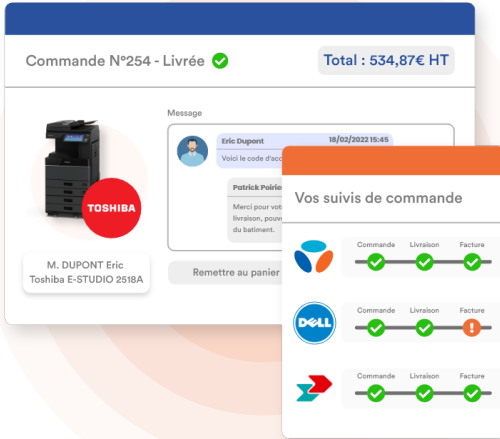 Commande N°254 - Livrée
Total : 534,87€ HT
Message
Eric Dupont 18/02/2022 15:45
Voici le code d'acc
Patrick Poirie
Merci pour vot
livraison, pouv
du batiment.
TOSHIBA
M. DUPONT Eric
Toshiba E-STUDIO 2518A
Remettre au panier
Vos suivis de commande
Commande Livraison Facture
DELL
Commande Livraison Facture
Commande Livraison Facture